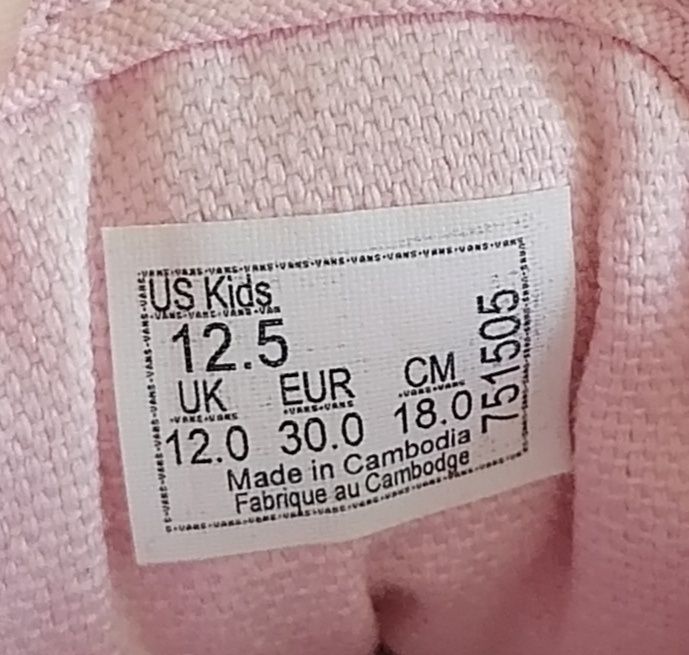 US Kids
12.5
UK EUR CM
12.0 30.0 18.0
Made in Cambodia
Fabrique au Cambodge
751505